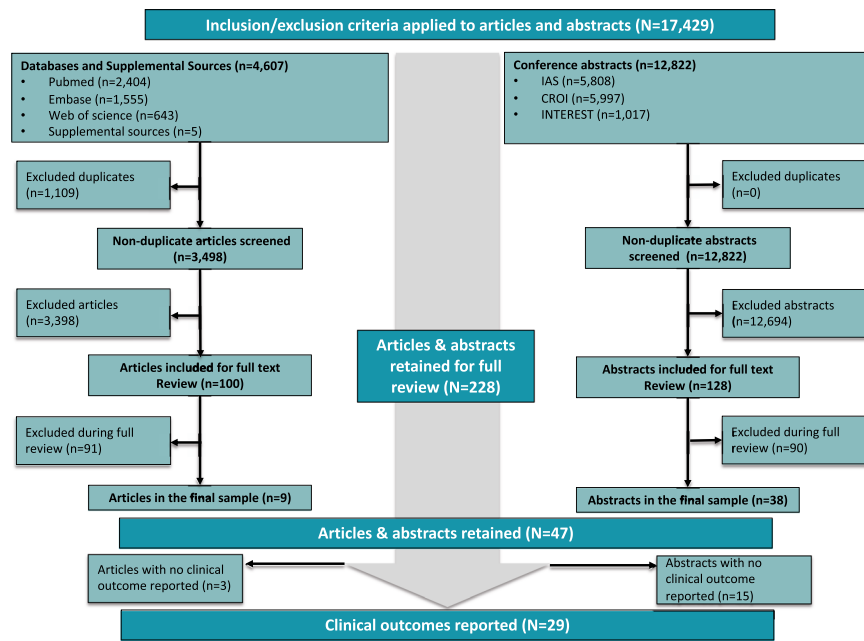 Inclusion/exclusion criteria applied to articles and abstracts (N=17,429)
Databases and Supplemental Sources (n=4,607)
• Pubmed (n=2,404)
• Embase (n=1,555)
• Web of science (n=643)
• Supplemental sources (n=5)
Conference abstracts (n=12,822)
• IAS (n=5,808)
• CROI (n=5,997)
• INTEREST (n=1,017)
Excluded duplicates
(n=1,109)
Excluded duplicates
(n=0)
Non-duplicate articles screened
(n=3,498)
Non-duplicate abstracts
screened (n=12,822)
Excluded articles
(n=3,398)
Excluded abstracts
(n=12,694)
Articles & abstracts
retained for full
review (N=228)
Articles included for full text
Review (n=100)
Abstracts included for full text
Review (n=128)
Excluded during full
review (n=91)
Excluded during full
review (n=90)
Articles in the final sample (n=9)
Abstracts in the final sample (n=38)
Articles & abstracts retained (N=47)
Articles with no clinical
outcome reported (n=3)
Abstracts with no
clinical outcome
reported (n=15)
Clinical outcomes reported (N=29)